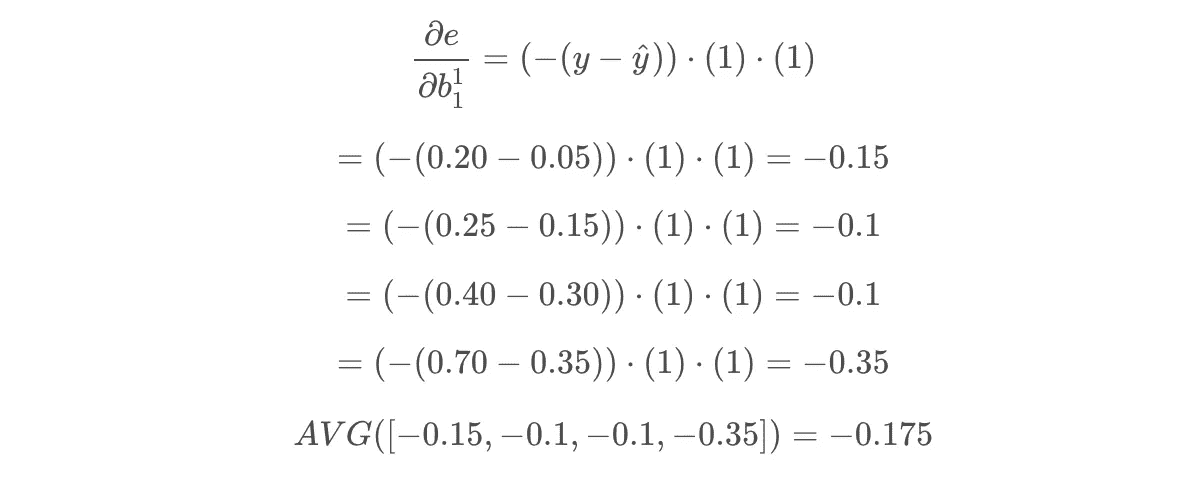 ∂e/∂b₁¹ = (−(y − ŷ)) · (1) · (1)
= (−(0.20 − 0.05)) · (1) · (1) = −0.15
= (−(0.25 − 0.15)) · (1) · (1) = −0.1
= (−(0.40 − 0.30)) · (1) · (1) = −0.1
= (−(0.70 − 0.35)) · (1) · (1) = −0.35
AVG([−0.15, −0.1, −0.1, −0.35]) = −0.175